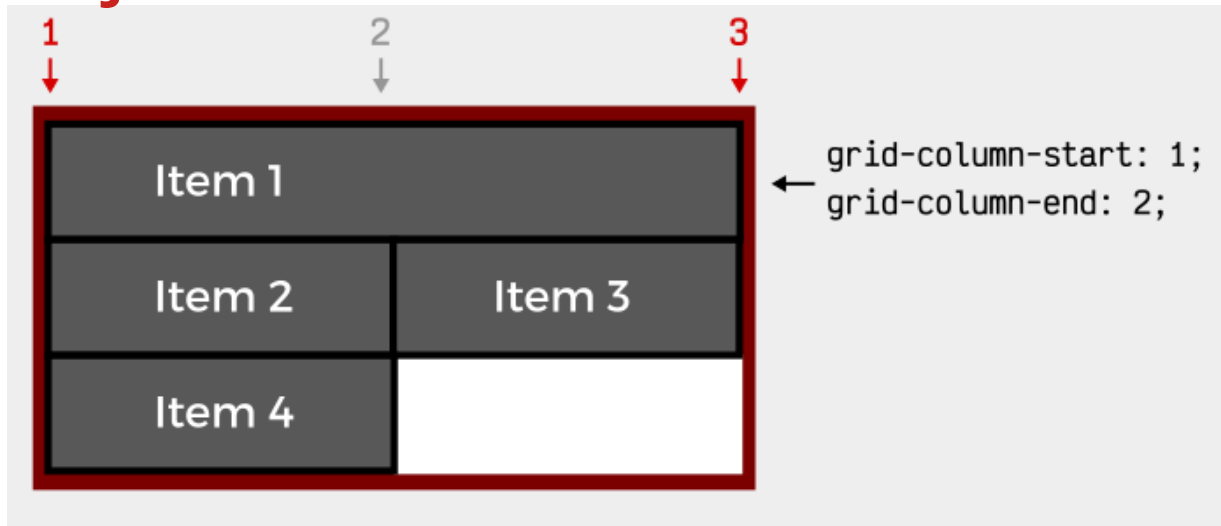 1 2 3
Item 1
grid-column-start: 1;
grid-column-end: 2;
Item 2 Item 3
Item 4